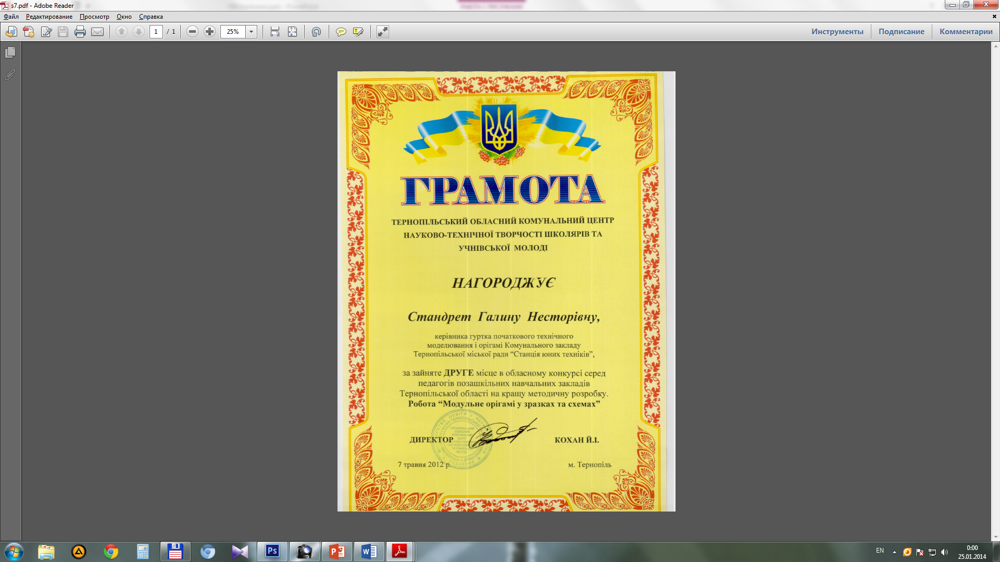 s7.pdf - Adobe Reader
Файл Редактирование Просмотр Окно Справка
1 / 1 25% Инструменты Подписание Комментарии
ГРАМОТА
ТЕРНОПІЛЬСЬКИЙ ОБЛАСНИЙ КОМУНАЛЬНИЙ ЦЕНТР
НАУКОВО-ТЕХНІЧНОЇ ТВОРЧОСТІ ШКОЛЯРІВ ТА
УЧНІВСЬКОЇ МОЛОДІ
НАГОРОДЖУЄ
Стандрет Галину Несторівну,
керівника гуртка початкового технічного
моделювання і орігамі Комунального закладу
Тернопільської міської ради “Станція юних техніків”,
за зайняте ДРУГЕ місце в обласному конкурсі серед
педагогів позашкільних навчальних закладів
Тернопільської області на кращу методичну розробку.
Робота “Модульне орігамі у зразках та схемах”
ДИРЕКТОР КОХАН Й.І.
7 травня 2012 р. м. Тернопіль
EN 0:00
25.01.2014